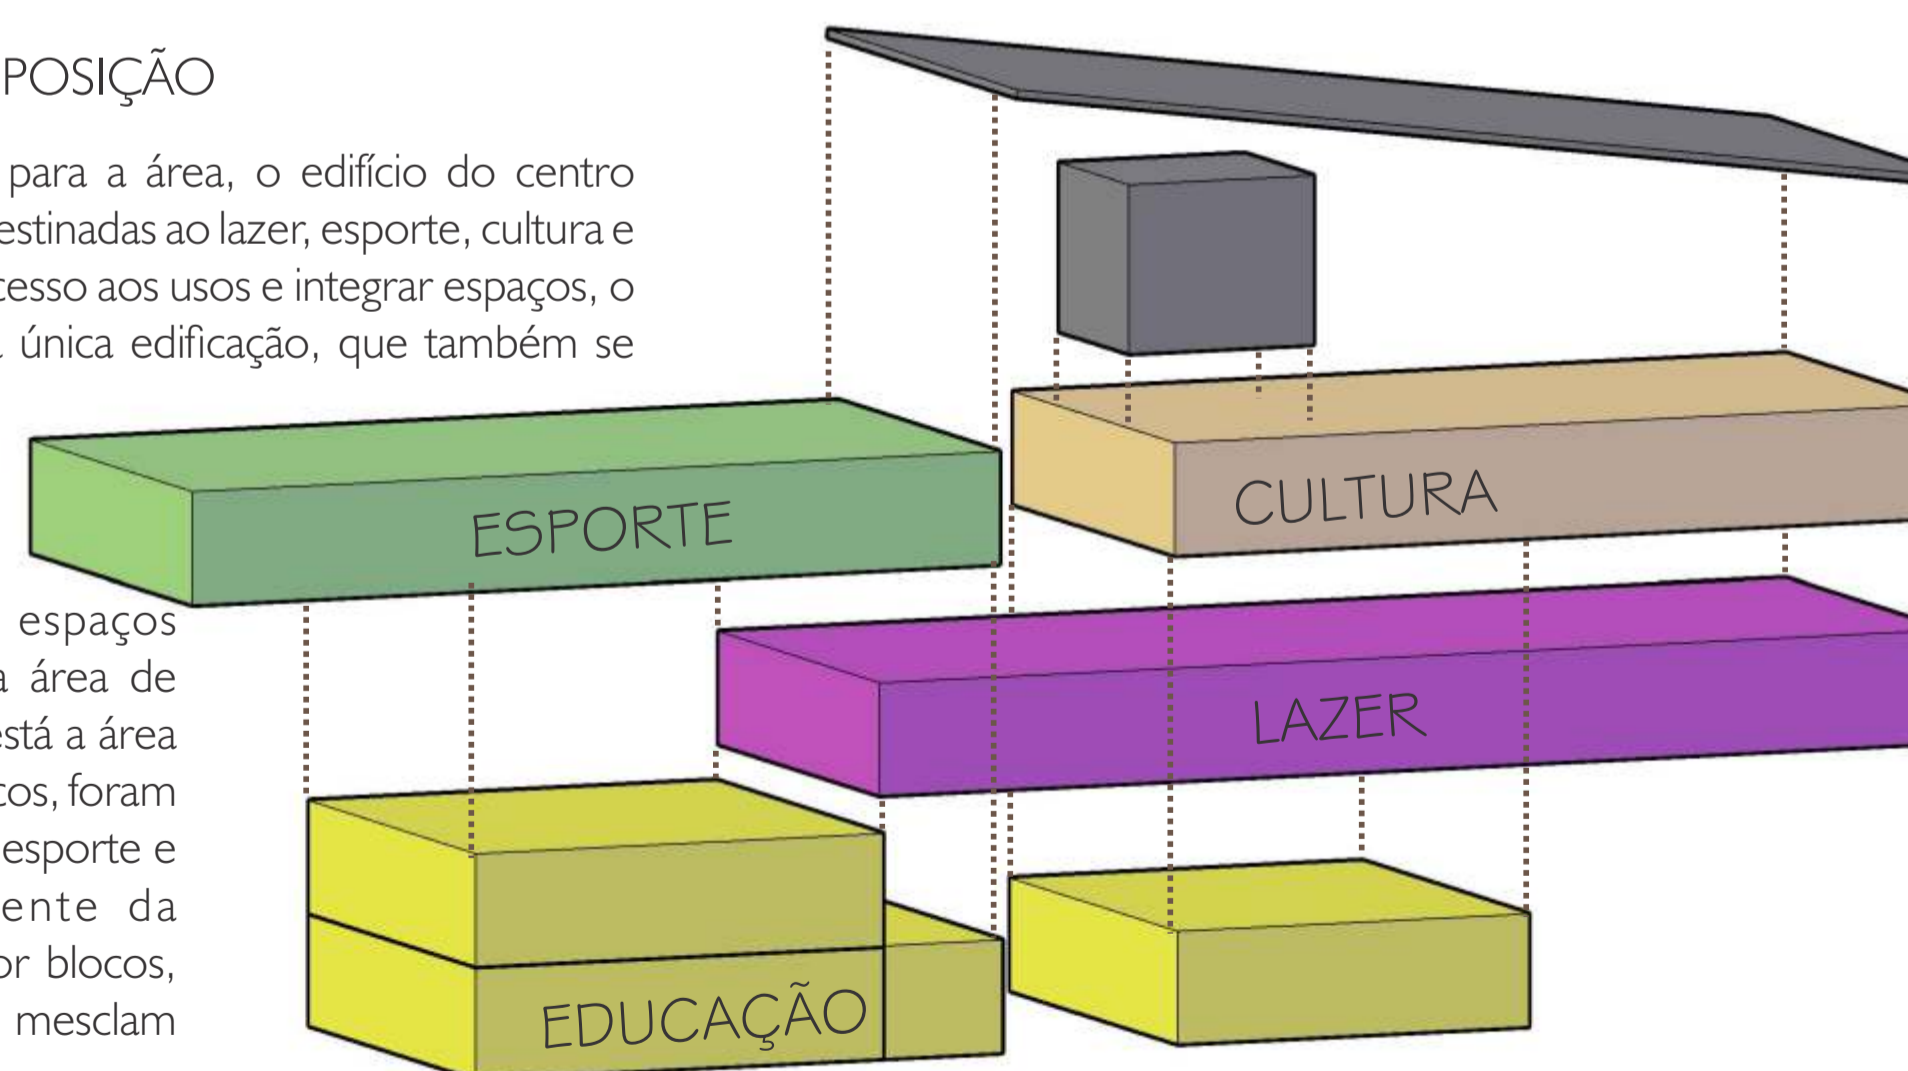 POSIÇÃO
para a área, o edifício do centro
estinadas ao lazer, esporte, cultura e
cesso aos usos e integrar espaços, o
única edificação, que também se
espaços
a área de
está a área
cos, foram
esporte e
ente da
or blocos,
mesclam
ESPORTE
CULTURA
LAZER
EDUCAÇÃO